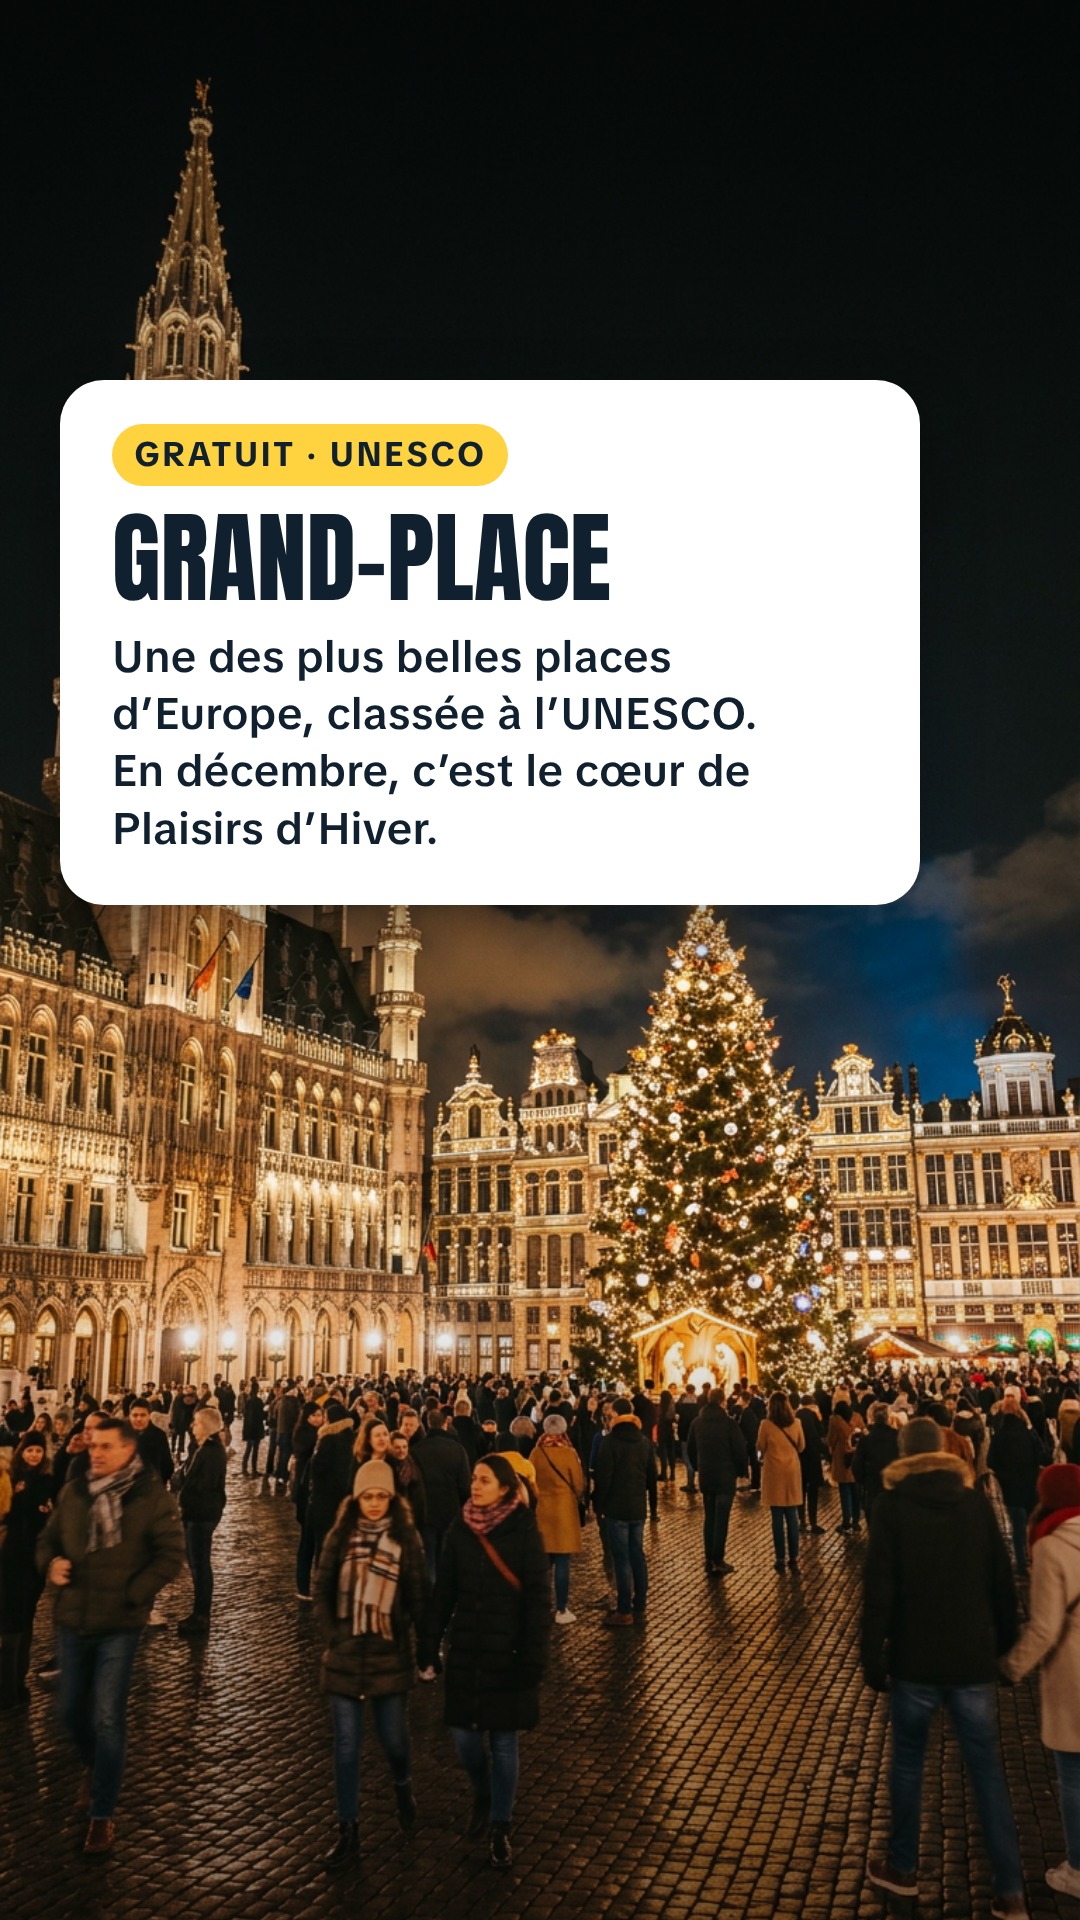 GRATUIT · UNESCO
GRAND-PLACE
Une des plus belles places
d’Europe, classée à l’UNESCO.
En décembre, c’est le cœur de
Plaisirs d’Hiver.